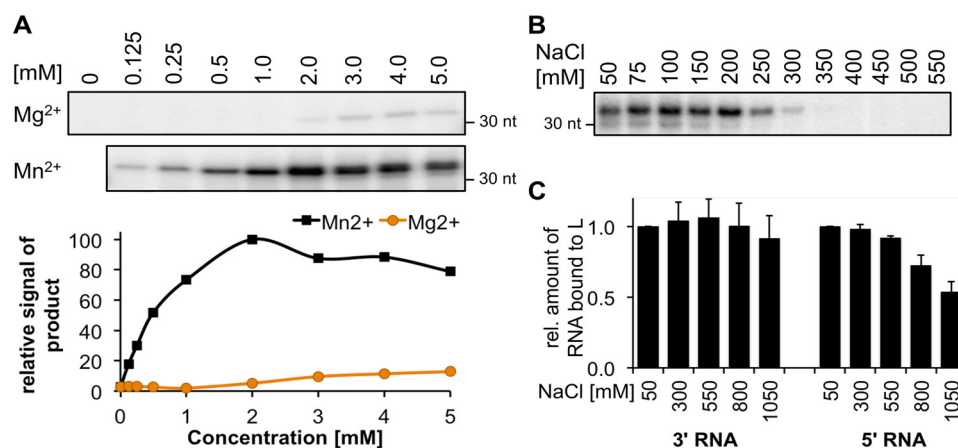 A
[mM]
0
0.125
0.25
0.5
1.0
2.0
3.0
4.0
5.0
Mg2+
30 nt
Mn2+
30 nt
Mn2+ Mg2+
relative signal of
product
120
100
80
60
40
20
0
0 1 2 3 4 5
Concentration [mM]
B
NaCl
[mM]
50
75
100
150
200
250
300
350
400
450
500
550
30 nt
C
rel. amount of
RNA bound to L
1.0
0.5
0.0
NaCl [mM]
50 300 550 800 1050 50 300 550 800 1050
3' RNA 5' RNA